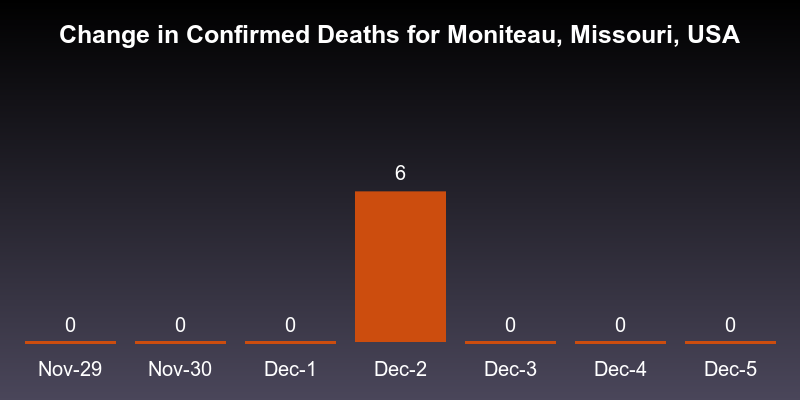 Change in Confirmed Deaths for Moniteau, Missouri, USA
6
0 0 0 0 0 0
Nov-29 Nov-30 Dec-1 Dec-2 Dec-3 Dec-4 Dec-5